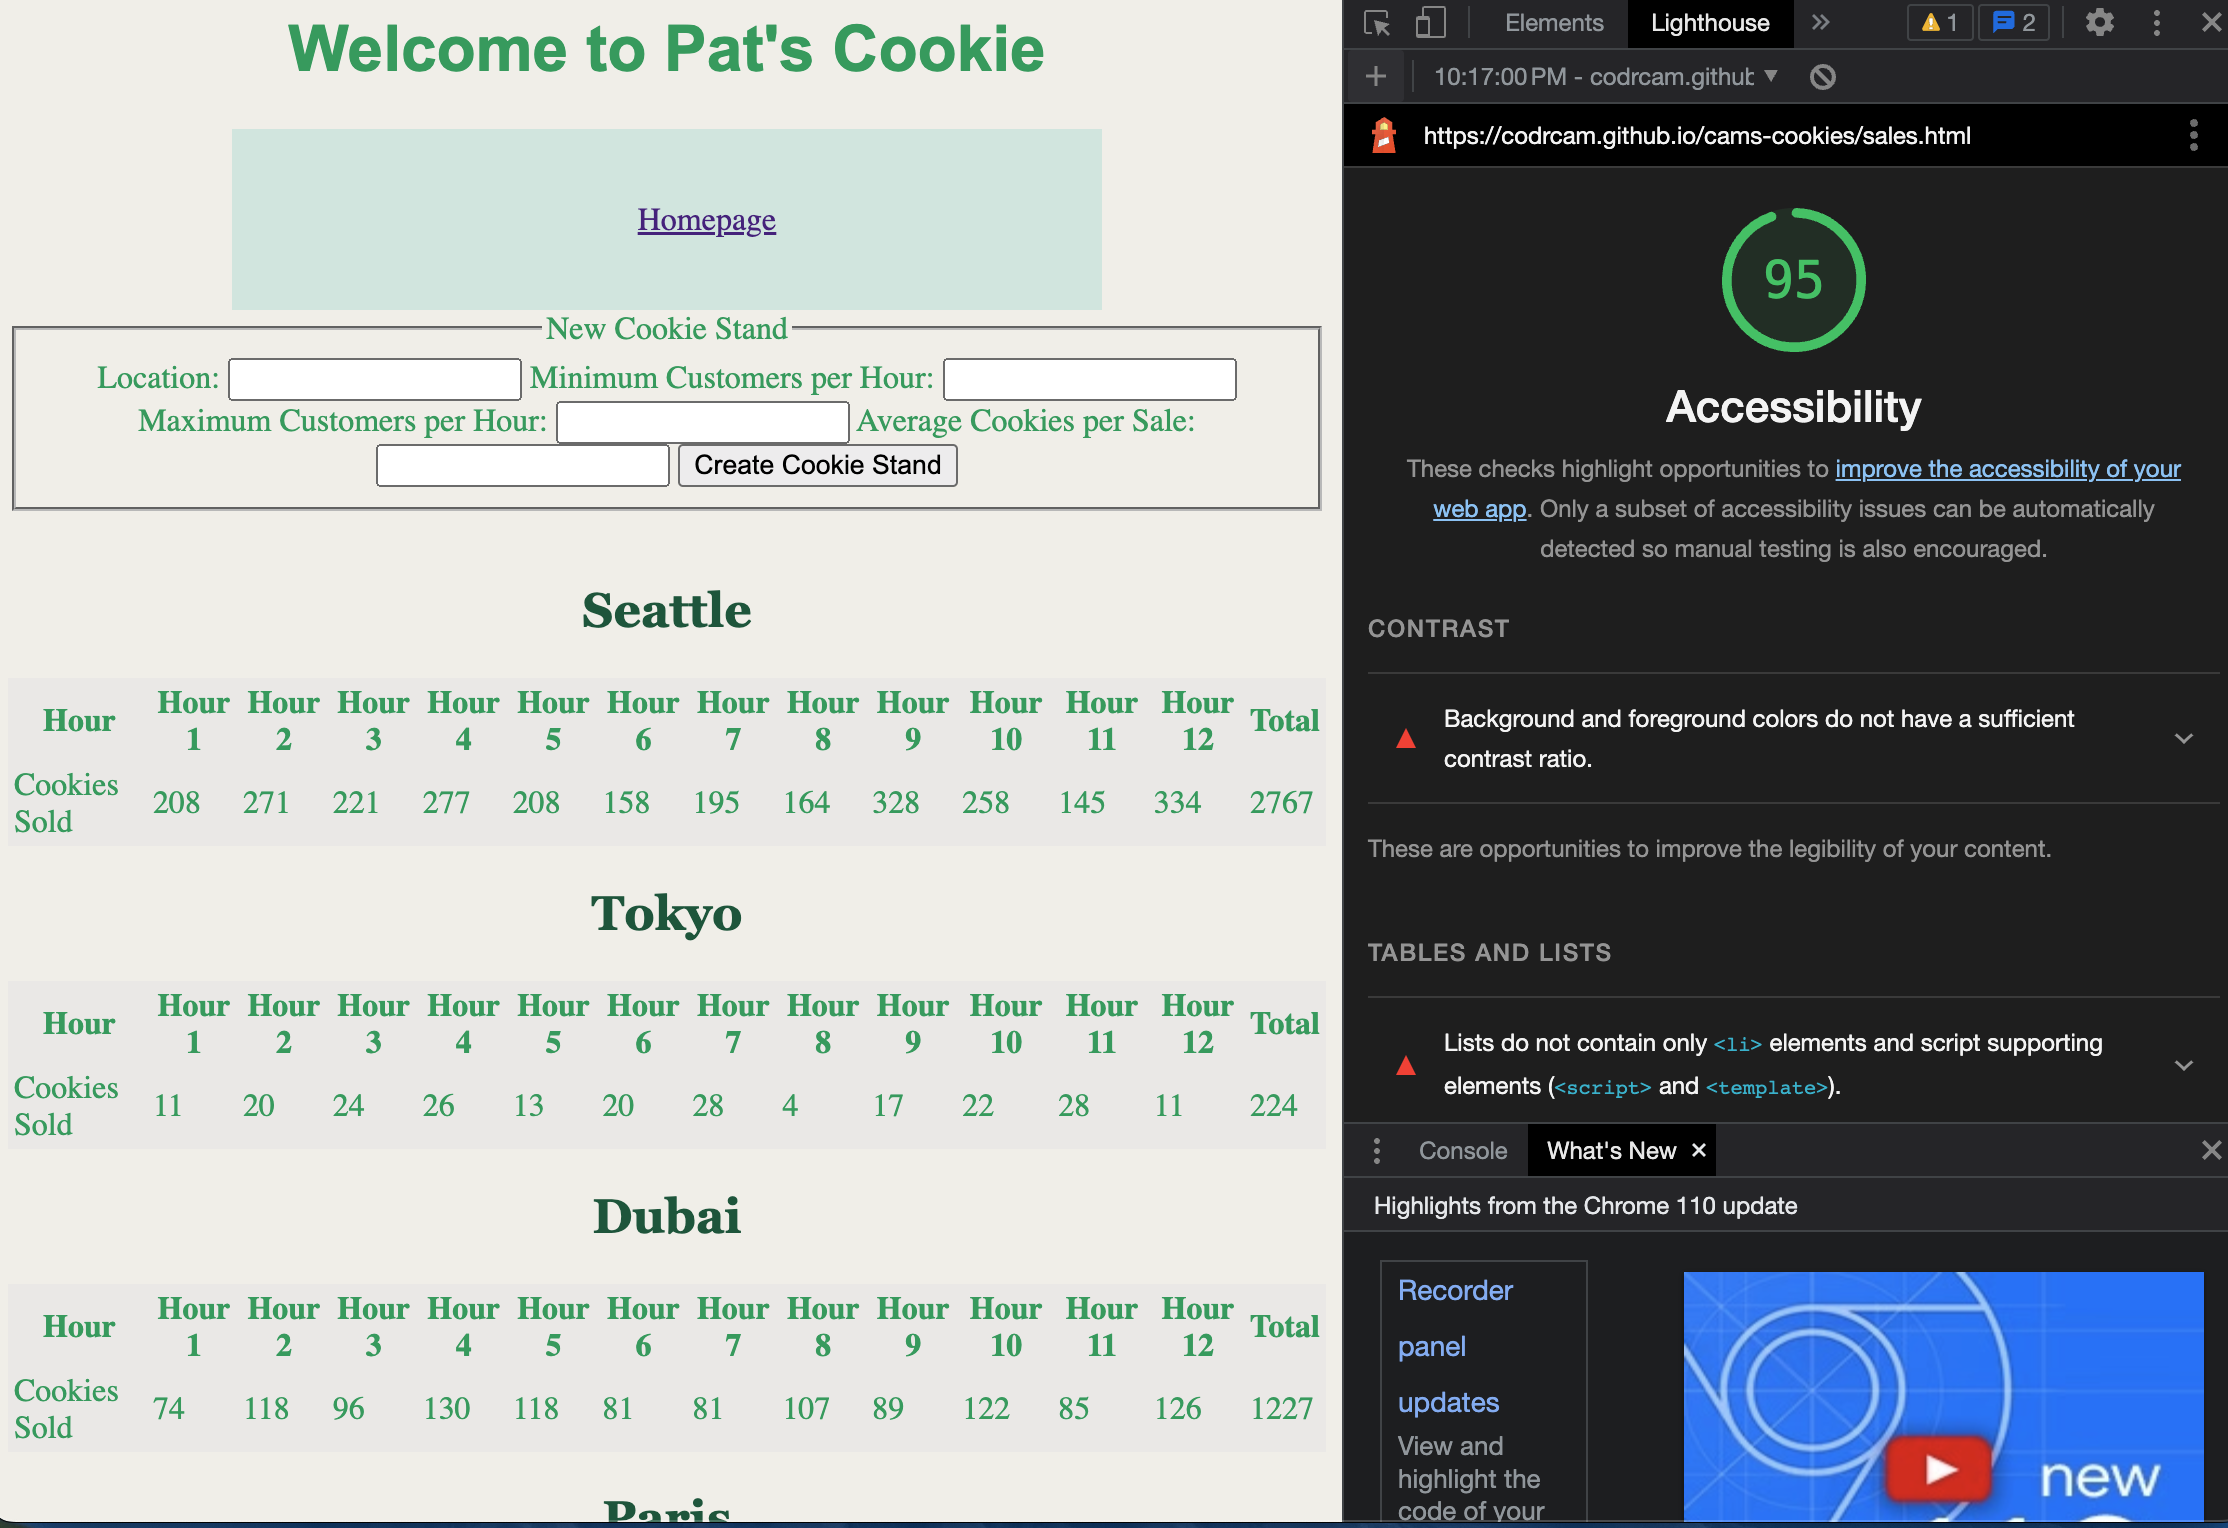 Welcome to Pat's Cookie
Homepage
New Cookie Stand
Location:
Minimum Customers per Hour:
Maximum Customers per Hour:
Average Cookies per Sale:
Create Cookie Stand
Seattle
Hour Hour 1 Hour 2 Hour 3 Hour 4 Hour 5 Hour 6 Hour 7 Hour 8 Hour 9 Hour 10 Hour 11 Hour 12 Total
Cookies Sold 208 271 221 277 208 158 195 164 328 258 145 334 2767
Tokyo
Hour Hour 1 Hour 2 Hour 3 Hour 4 Hour 5 Hour 6 Hour 7 Hour 8 Hour 9 Hour 10 Hour 11 Hour 12 Total
Cookies Sold 11 20 24 26 13 20 28 4 17 22 28 11 224
Dubai
Hour Hour 1 Hour 2 Hour 3 Hour 4 Hour 5 Hour 6 Hour 7 Hour 8 Hour 9 Hour 10 Hour 11 Hour 12 Total
Cookies Sold 74 118 96 130 118 81 81 107 89 122 85 126 1227
Paris
Elements Lighthouse 1 2
10:17:00 PM - codrcam.github
https://codrcam.github.io/cams-cookies/sales.html
95
Accessibility
These checks highlight opportunities to improve the accessibility of your
web app. Only a subset of accessibility issues can be automatically
detected so manual testing is also encouraged.
CONTRAST
Background and foreground colors do not have a sufficient
contrast ratio.
These are opportunities to improve the legibility of your content.
TABLES AND LISTS
Lists do not contain only <li> elements and script supporting
elements (<script> and <template>).
Console What's New
Highlights from the Chrome 110 update
Recorder
panel
updates
View and
highlight the
code of your
new